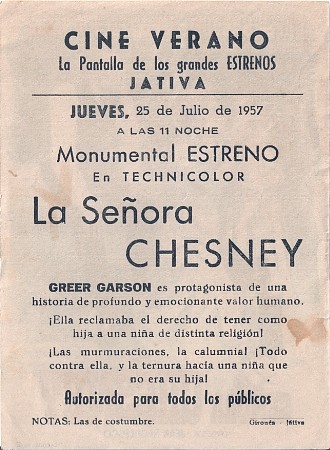 CINE VERANO
La Pantalla de los grandes ESTRENOS
JATIVA
JUEVES, 25 de Julio de 1957
A LAS 11 NOCHE
Monumental ESTRENO
En TECHNICOLOR
La Señora
CHESNEY
GREER GARSON es protagonista de una
historia de profundo y emocionante valor humano.
¡Ella reclamaba el derecho de tener como
hija a una niña de distinta religión!
¡Las murmuraciones, la calumnia! ¡Todo
contra ella, y la ternura hacía una niña que
no era su hija!
Autorizada para todos los públicos
NOTAS: Las de costumbre.
Gironés - Játiva